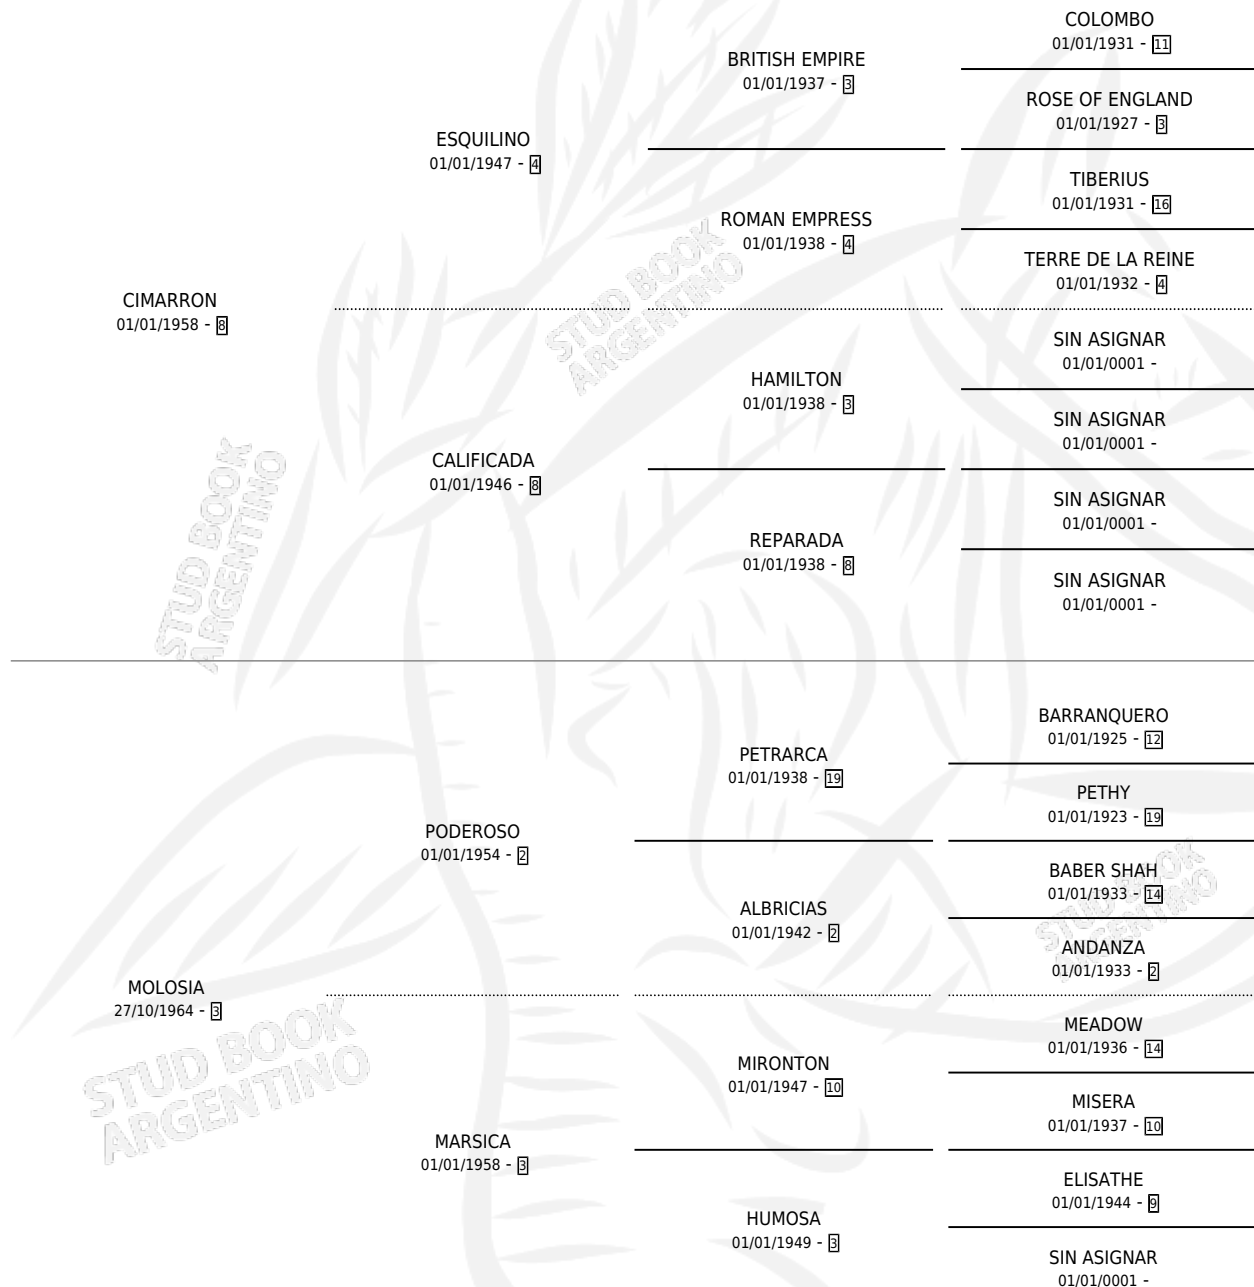 COLOMBO
01/01/1931 - 11
BRITISH EMPIRE
01/01/1937 - 3
ROSE OF ENGLAND
01/01/1927 - 3
ESQUILINO
01/01/1947 - 4
TIBERIUS
01/01/1931 - 16
ROMAN EMPRESS
01/01/1938 - 4
TERRE DE LA REINE
01/01/1932 - 4
CIMARRON
01/01/1958 - 8
SIN ASIGNAR
01/01/0001 -
HAMILTON
01/01/1938 - 3
SIN ASIGNAR
01/01/0001 -
CALIFICADA
01/01/1946 - 8
SIN ASIGNAR
01/01/0001 -
REPARADA
01/01/1938 - 8
SIN ASIGNAR
01/01/0001 -
BARRANQUERO
01/01/1925 - 12
PETRARCA
01/01/1938 - 19
PETHY
01/01/1923 - 19
PODEROSO
01/01/1954 - 2
BABER SHAH
01/01/1933 - 14
ALBRICIAS
01/01/1942 - 2
ANDANZA
01/01/1933 - 2
MOLOSIA
27/10/1964 - 3
MEADOW
01/01/1936 - 14
MIRONTON
01/01/1947 - 10
MISERA
01/01/1937 - 10
MARSICA
01/01/1958 - 3
ELISATHE
01/01/1944 - 9
HUMOSA
01/01/1949 - 3
SIN ASIGNAR
01/01/0001 -
STUD BOOK
ARGENTINO
STUD BOOK
ARGENTINO
STUD BOOK
ARGENTINO
STUD BOOK
ARGENTINO